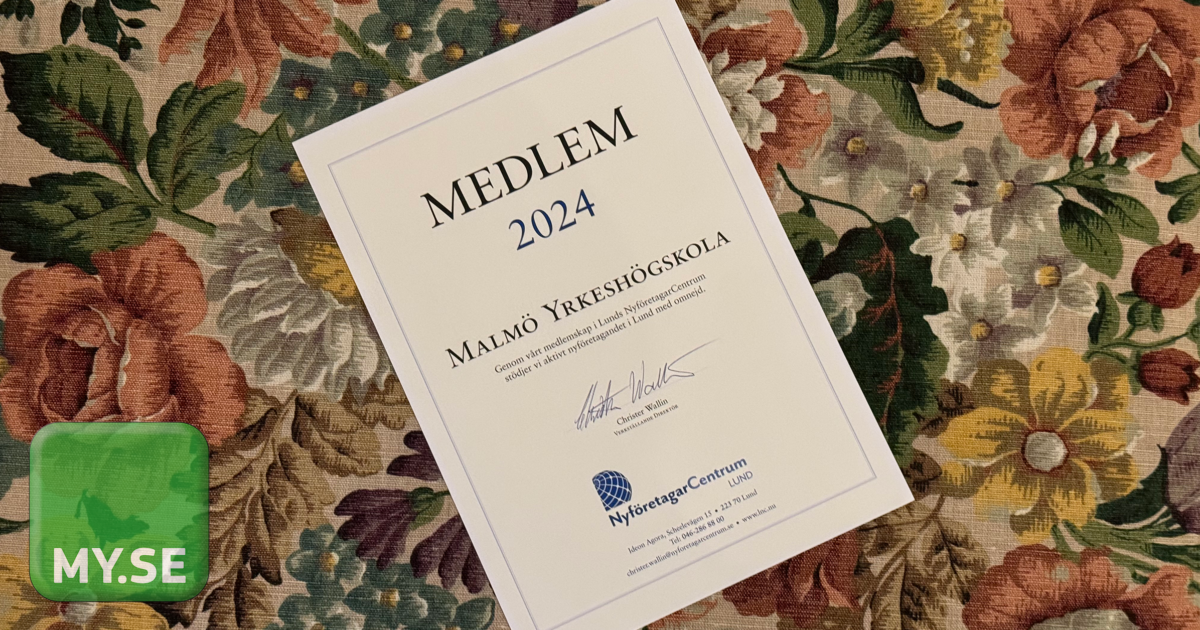 MEDLEM
2024
MALMÖ YRKESHÖGSKOLA
Genom vårt medlemskap i Lunds NyföretagarCentrum
stödjer vi aktivt nyföretagandet i Lund med omnejd.
Christer Wallin
VERKSTÄLLANDE DIREKTÖR
NyföretagarCentrum
LUND
Ideon Agora, Scheelevägen 15 • 223 70 Lund
Tel: 046-286 88 00
christer.wallin@nyforetagarcentrum.se • www.lnc.nu
MY.SE